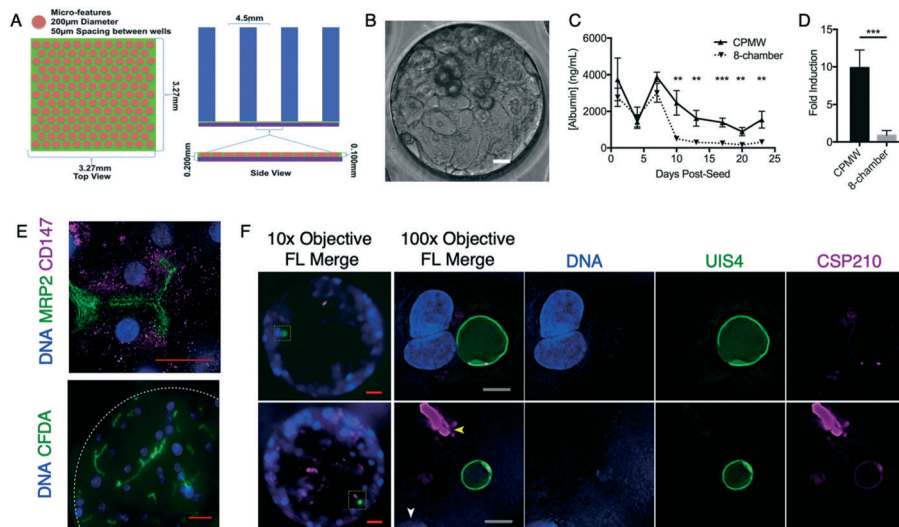 A
Micro-features
200µm Diameter
50µm Spacing between wells
3.27mm
3.27mm
Top View
4.5mm
0.200mm
0.100mm
Side View
B
C
[Albumin] (ng/mL)
6000
4000
2000
0
0 5 10 15 20 25
Days Post-Seed
CPMW
8-chamber
** ** *** ** **
D
Fold Induction
15
10
5
0
***
CPMW
8-chamber
E
DNA MRP2 CD147
DNA CFDA
F
10x Objective
FL Merge
100x Objective
FL Merge
DNA
UIS4
CSP210